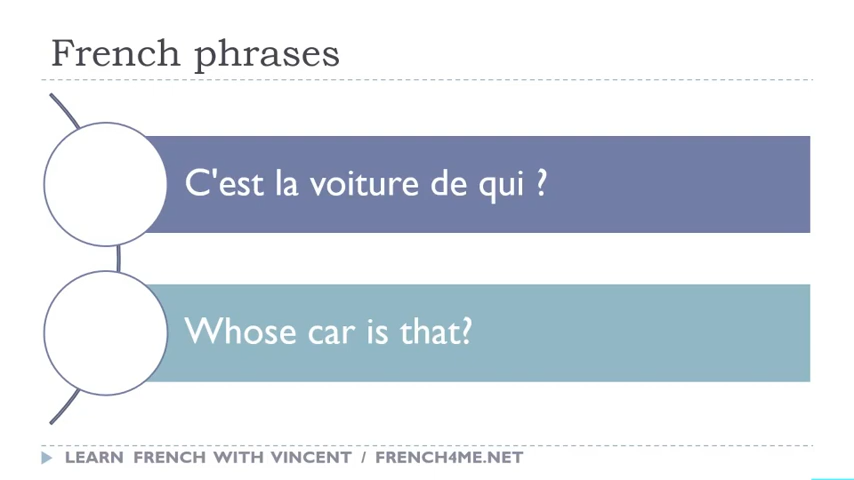 French phrases
C'est la voiture de qui ?
Whose car is that?
LEARN FRENCH WITH VINCENT / FRENCH4ME.NET